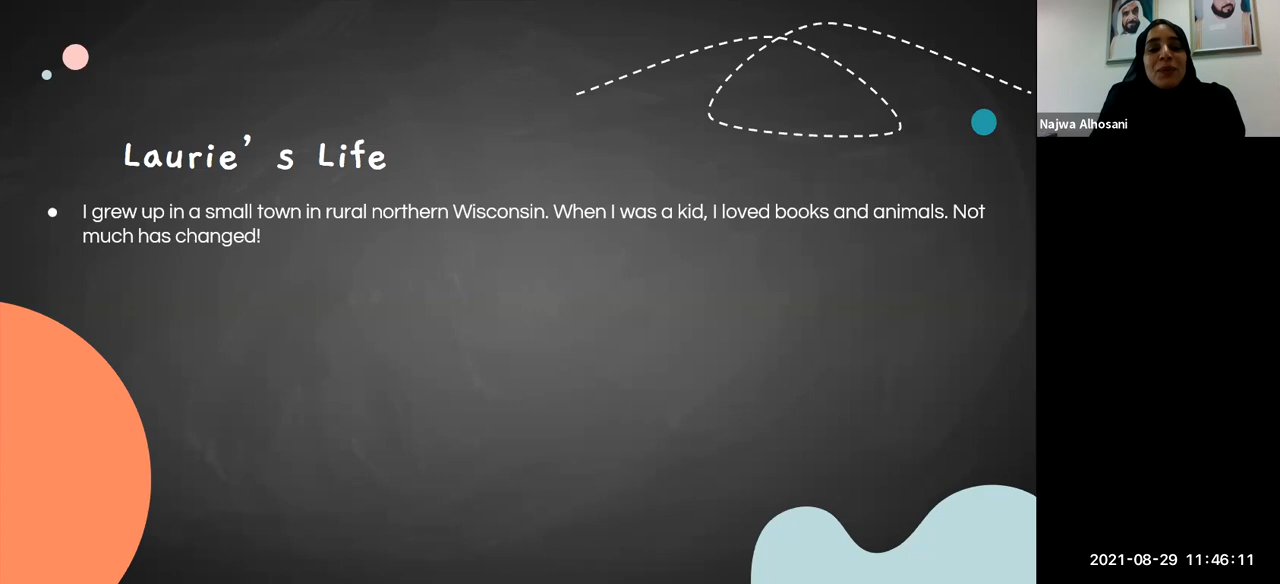 Laurie’s Life
● I grew up in a small town in rural northern Wisconsin. When I was a kid, I loved books and animals. Not
much has changed!
Najwa Alhosani
2021-08-29 11:46:11